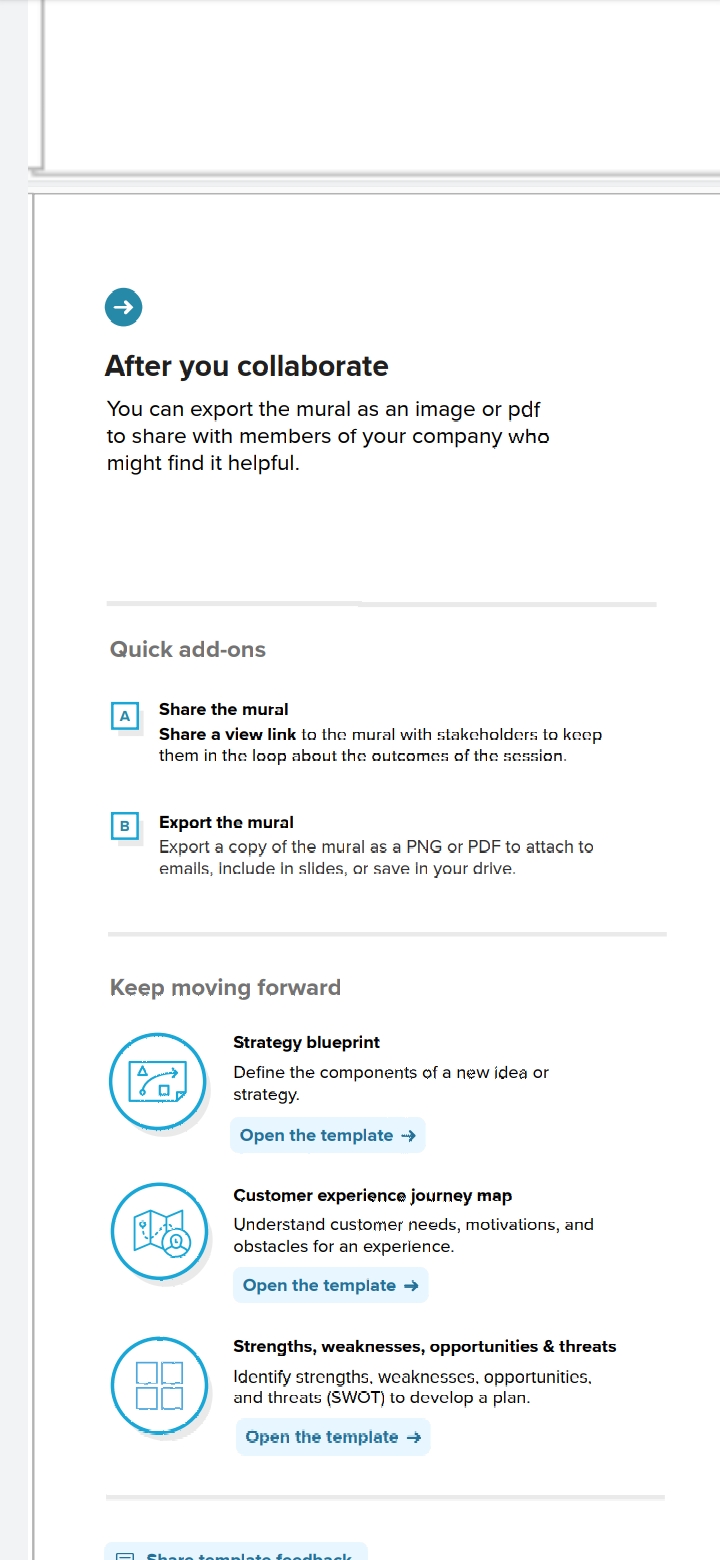 After you collaborate
You can export the mural as an image or pdf
to share with members of your company who
might find it helpful.
Quick add-ons
A
Share the mural
Share a view link to the mural with stakeholders to keep
them in the loop about the outcomes of the session.
B
Export the mural
Export a copy of the mural as a PNG or PDF to attach to
emails, include in slides, or save in your drive.
Keep moving forward
Strategy blueprint
Define the components of a new idea or
strategy.
Open the template →
Customer experience journey map
Understand customer needs, motivations, and
obstacles for an experience.
Open the template →
Strengths, weaknesses, opportunities & threats
Identify strengths, weaknesses, opportunities,
and threats (SWOT) to develop a plan.
Open the template →
Share template feedback